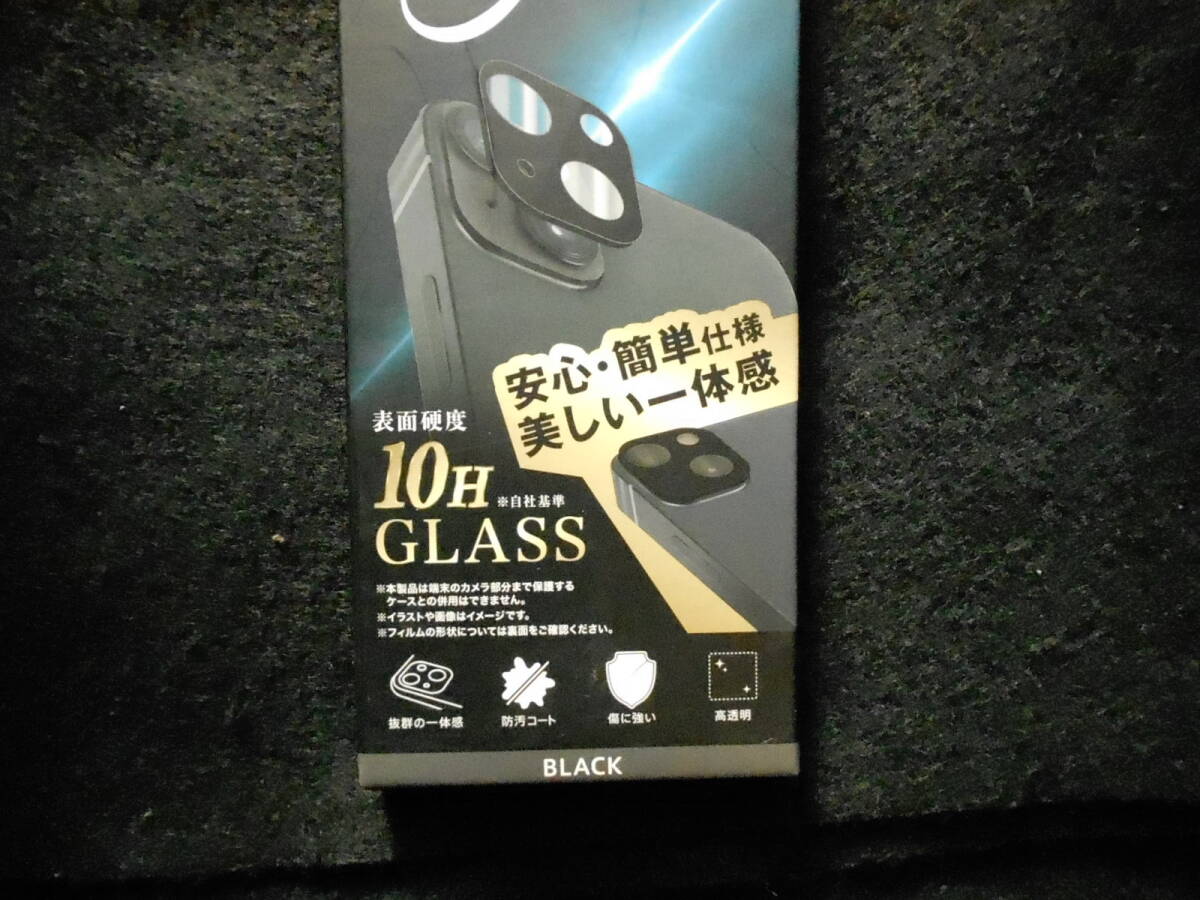 安心・簡単仕様
美しい一体感
表面硬度
10H ※自社基準
GLASS
※本製品は端末のカメラ部分まで保護する
ケースとの併用はできません。
※イラストや画像はイメージです。
※フィルムの形状については裏面をご確認ください。
抜群の一体感
防汚コート
傷に強い
高透明
BLACK